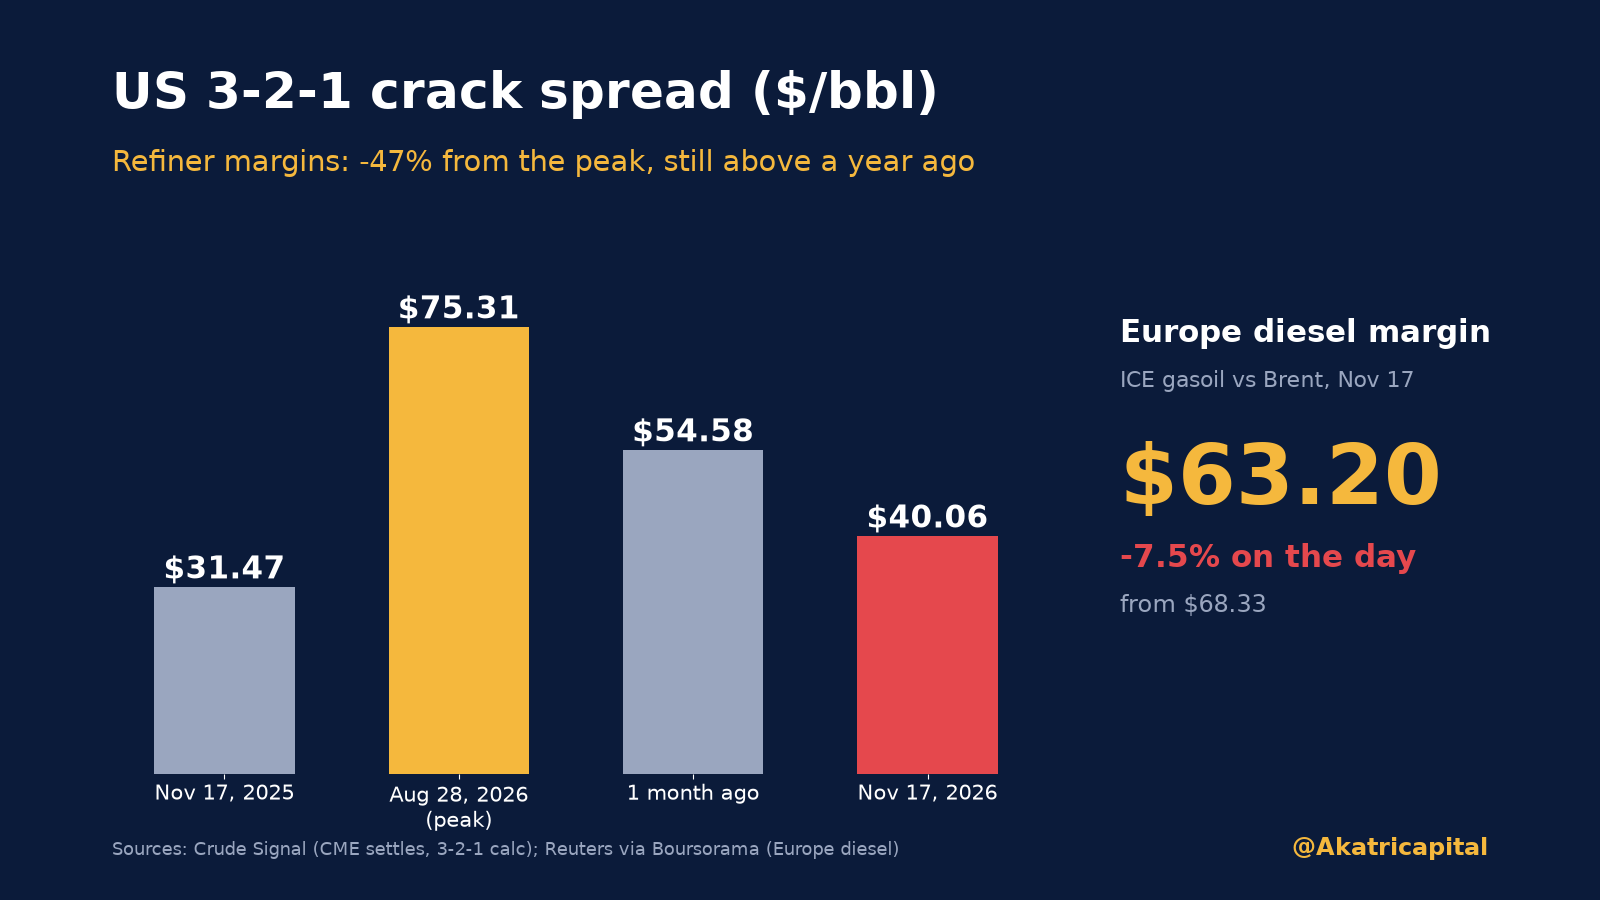 US 3-2-1 crack spread ($/bbl)
Refiner margins: -47% from the peak, still above a year ago
$31.47
$75.31
$54.58
$40.06
Nov 17, 2025
Aug 28, 2026
(peak)
1 month ago
Nov 17, 2026
Europe diesel margin
ICE gasoil vs Brent, Nov 17
$63.20
-7.5% on the day
from $68.33
Sources: Crude Signal (CME settles, 3-2-1 calc); Reuters via Boursorama (Europe diesel)
@Akatricapital